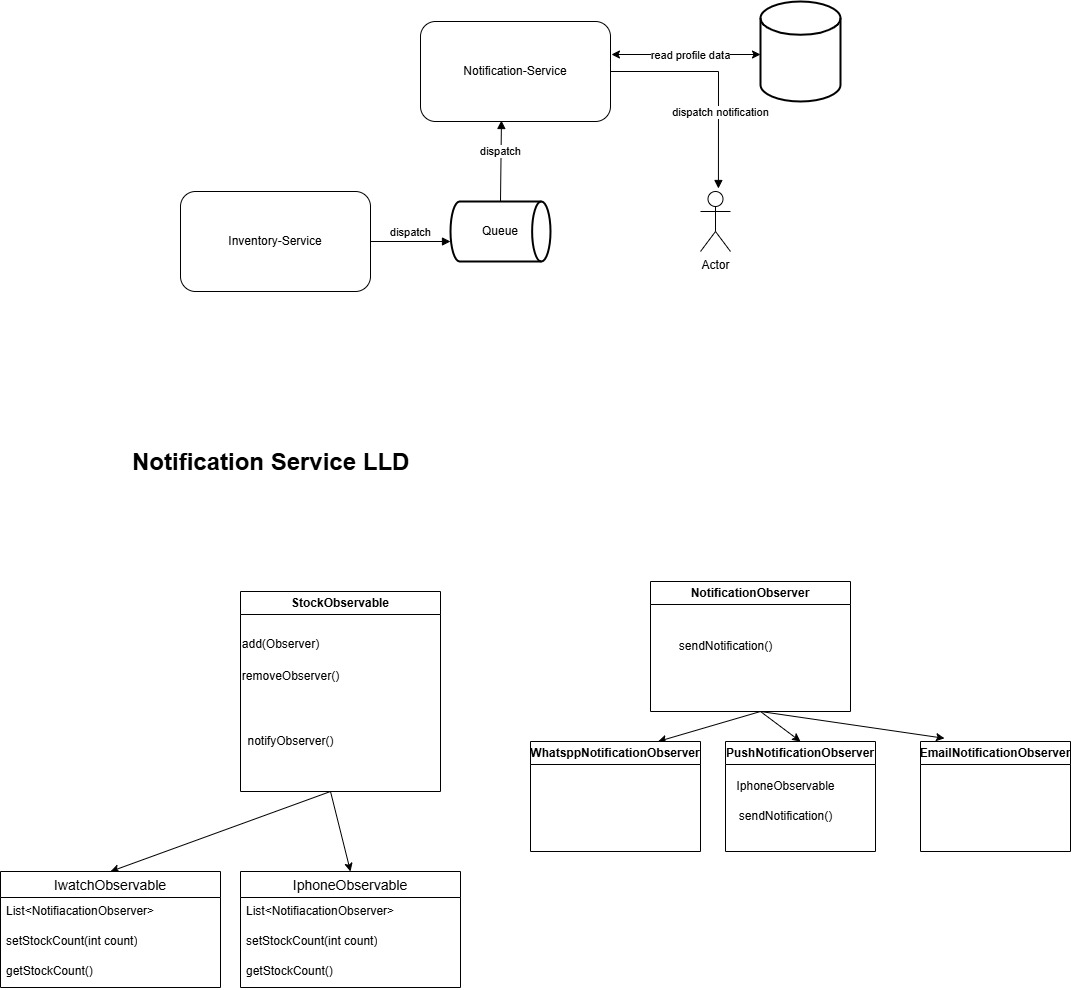 Notification-Service
read profile data
dispatch notification
dispatch
Inventory-Service
dispatch
Queue
Actor
Notification Service LLD
StockObservable
add(Observer)
removeObserver()
notifyObserver()
NotificationObserver
sendNotification()
WhatsppNotificationObserver
PushNotificationObserver
IphoneObservable
sendNotification()
EmailNotificationObserver
IwatchObservable
List<NotifiacationObserver>
setStockCount(int count)
getStockCount()
IphoneObservable
List<NotifiacationObserver>
setStockCount(int count)
getStockCount()